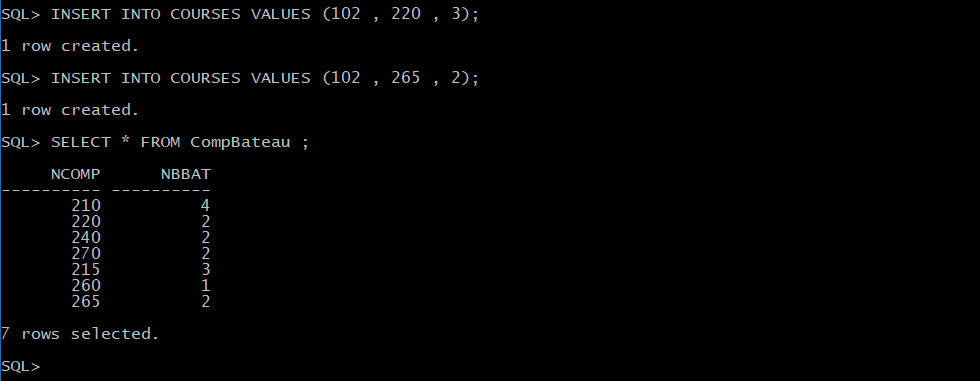 SQL> INSERT INTO COURSES VALUES (102 , 220 , 3);
1 row created.
SQL> INSERT INTO COURSES VALUES (102 , 265 , 2);
1 row created.
SQL> SELECT * FROM CompBateau ;
NCOMP NBBAT
---------- ----------
210 4
220 2
240 2
270 2
215 3
260 1
265 2
7 rows selected.
SQL>